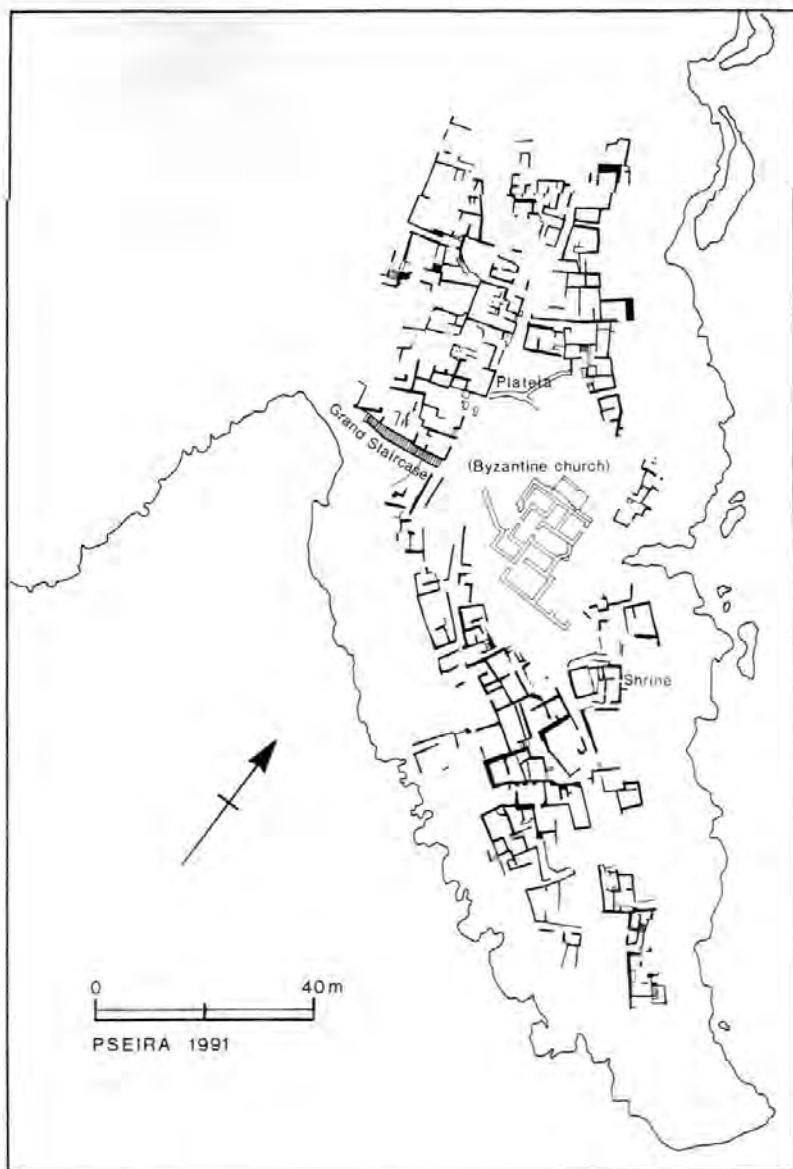 Plateia
Grand Staircase
(Byzantine church)
Shrine
0 40m
PSEIRA 1991